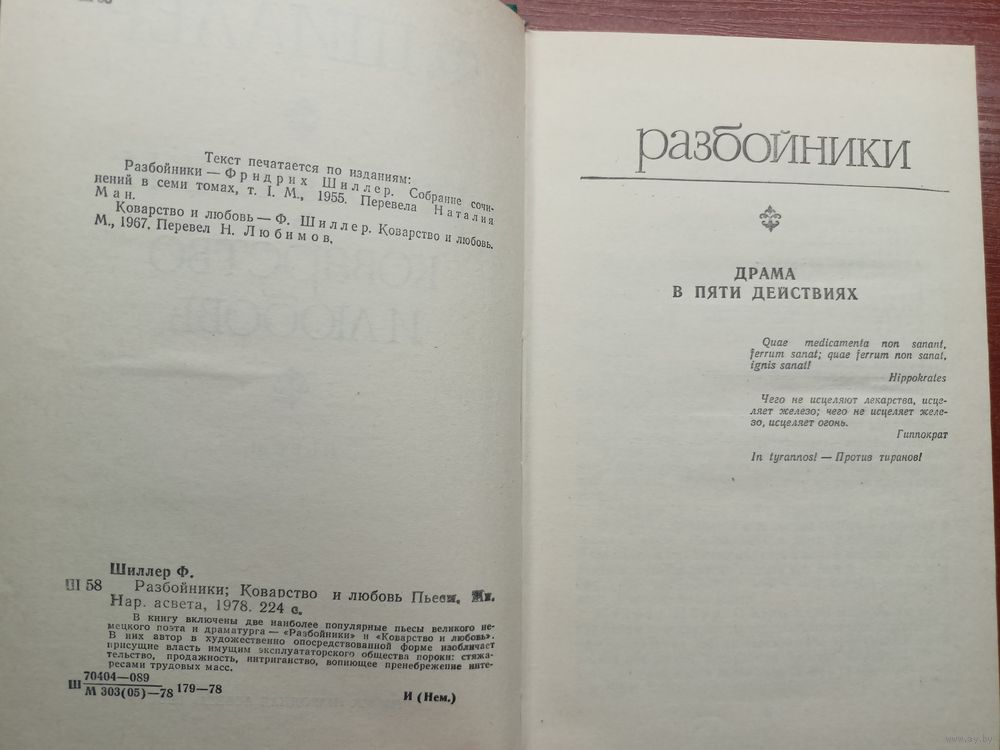 Текст печатается по изданиям:
Разбойники — Фридрих Шиллер. Собрание сочи-
нений в семи томах, т. I. М., 1955. Перевела Наталия
Ман.
Коварство и любовь — Ф. Шиллер. Коварство и любовь.
М., 1967. Перевел Н. Любимов.
Шиллер Ф.
Ш 58 Разбойники; Коварство и любовь Пьесы.
Нар. асвета, 1978. 224 с.
В книгу включены две наиболее популярные пьесы великого не-
мецкого поэта и драматурга — «Разбойники» и «Коварство и любовь».
В них автор в художественно опосредствованной форме изобличает
присущие власть имущим эксплуататорского общества пороки: стяжа-
тельство, продажность, интриганство, вопиющее пренебрежение инте-
ресами трудовых масс.
70404—089
Ш 179—78
М 303(05)—78
И (Нем.)
разбойники
ДРАМА
В ПЯТИ ДЕЙСТВИЯХ
Quae medicamenta non sanant,
ferrum sanat; quae ferrum non sanat,
ignis sanat!
Hippokrates
Чего не исцеляют лекарства, исце-
ляет железо; чего не исцеляет желе-
зо, исцеляет огонь.
Гиппократ
In tyrannos! — Против тиранов!
www.ay.by